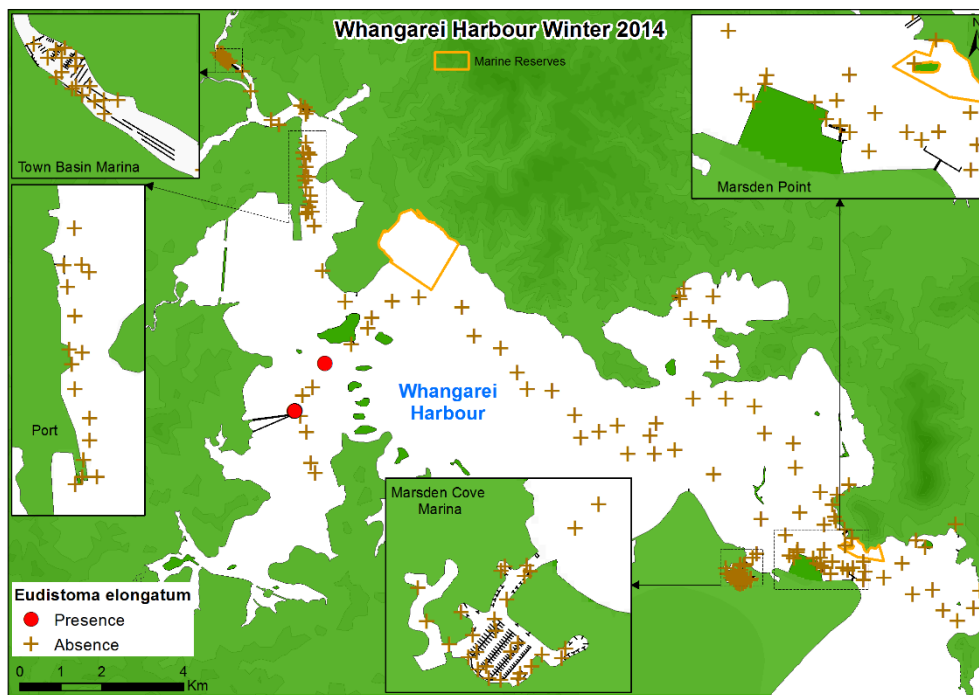 Whangarei Harbour Winter 2014
Marine Reserves
N
Town Basin Marina
Marsden Point
Port
Whangarei
Harbour
Marsden Cove
Marina
Eudistoma elongatum
Presence
Absence
0 1 2 4
Km